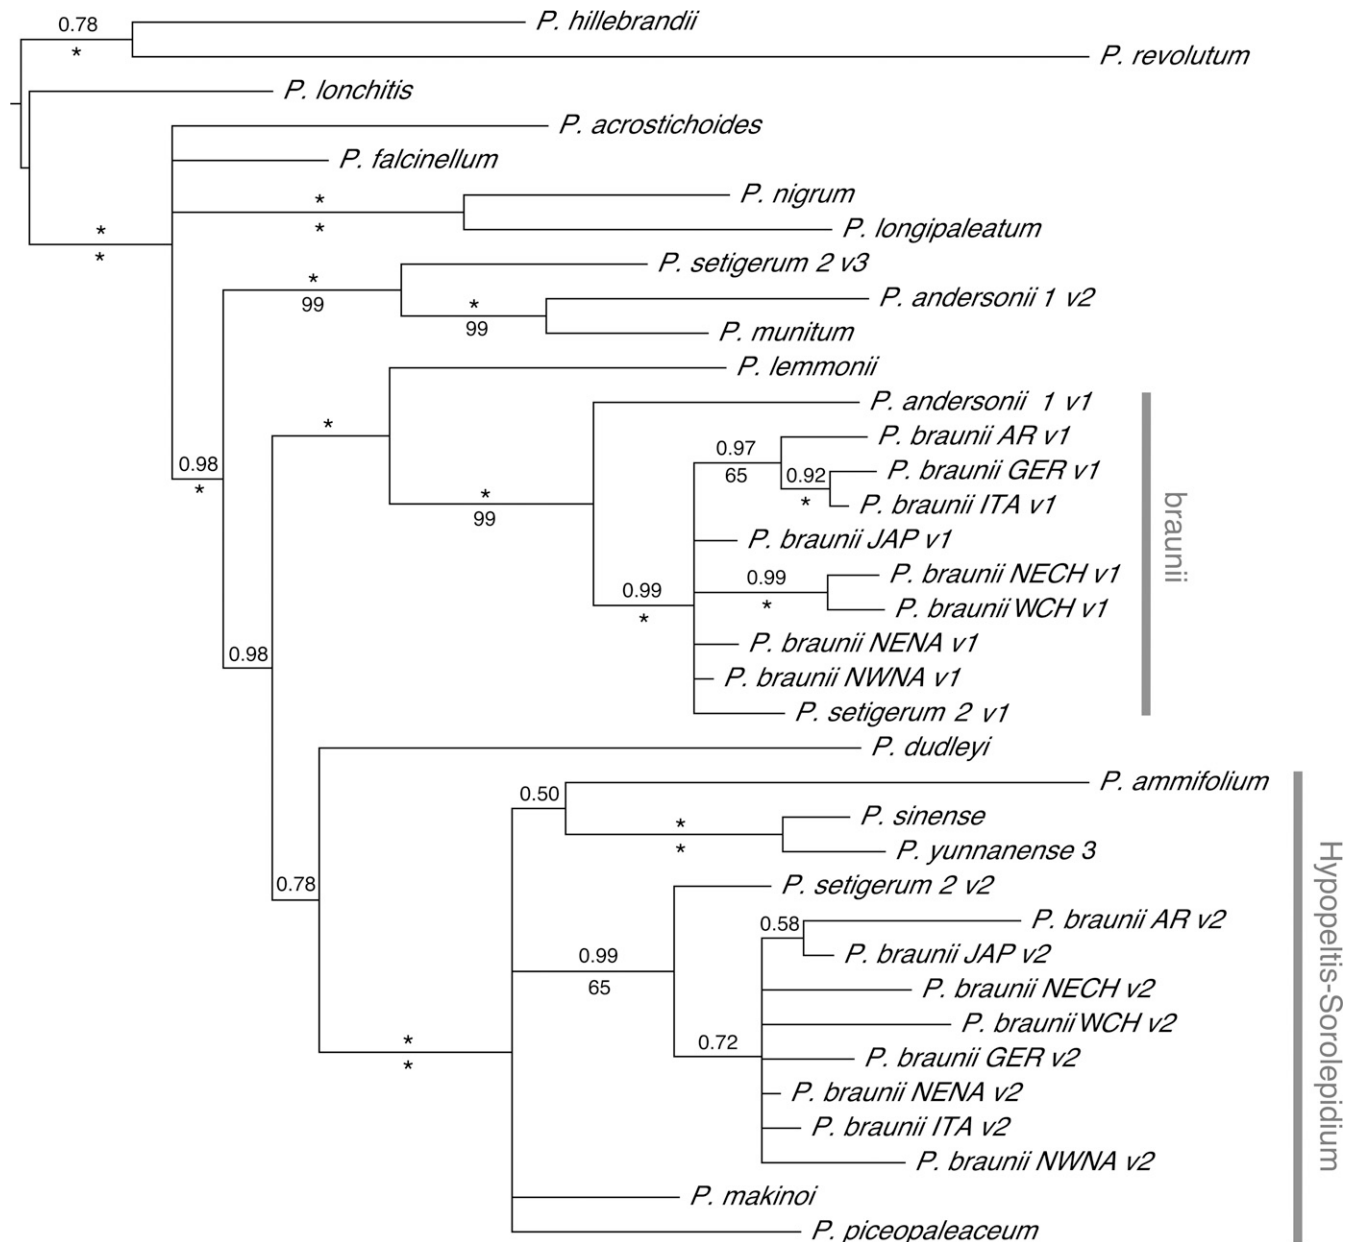 0.78
*
P. hillebrandii
P. revolutum
P. lonchitis
P. acrostichoides
P. falcinellum
*
*
*
*
P. nigrum
P. longipaleatum
*
99
P. setigerum 2 v3
*
99
P. andersonii 1 v2
P. munitum
P. lemmonii
*
0.98
*
*
99
P. andersonii 1 v1
0.97
65
P. braunii AR v1
0.92
*
P. braunii GER v1
P. braunii ITA v1
P. braunii JAP v1
0.99
*
0.99
*
P. braunii NECH v1
P. braunii WCH v1
P. braunii NENA v1
P. braunii NWNA v1
P. setigerum 2 v1
braunii
0.98
P. dudleyi
0.78
0.50
P. ammifolium
*
*
P. sinense
P. yunnanense 3
P. setigerum 2 v2
0.99
65
0.58
P. braunii AR v2
P. braunii JAP v2
P. braunii NECH v2
P. braunii WCH v2
0.72
P. braunii GER v2
P. braunii NENA v2
P. braunii ITA v2
P. braunii NWNA v2
*
*
P. makinoi
P. piceopaleaceum
Hypopeltis-Sorolepidium